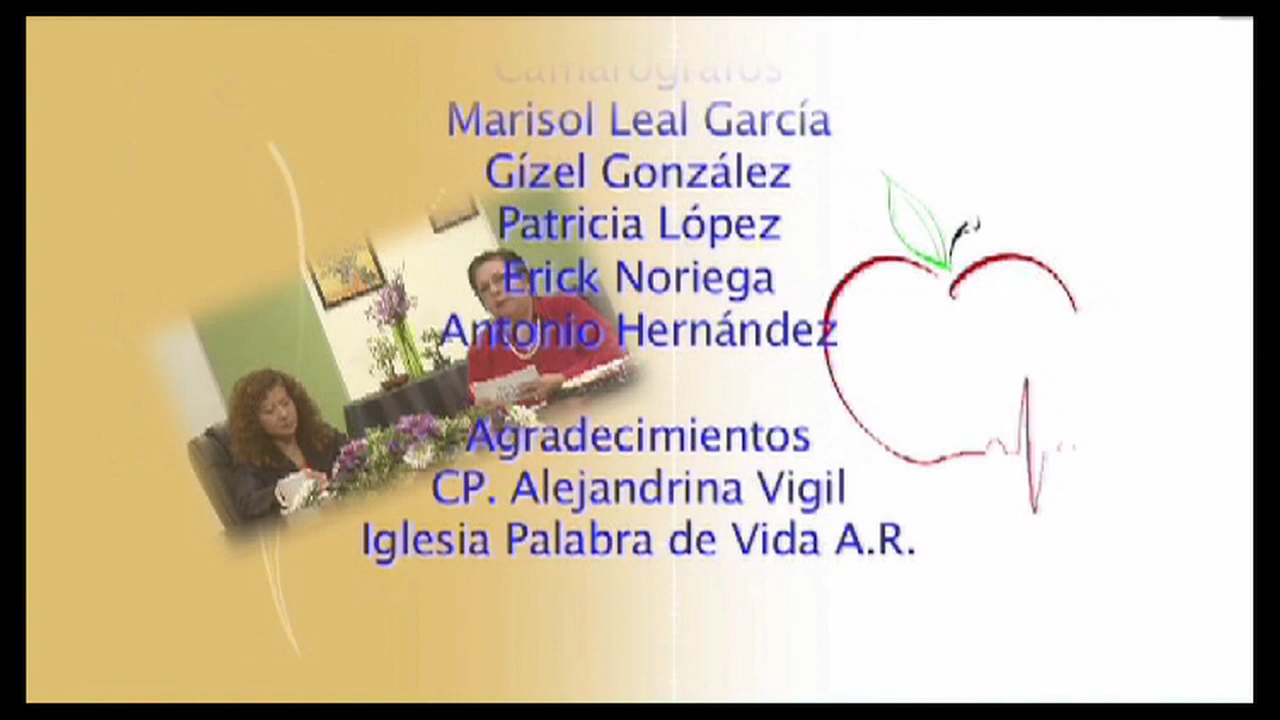 Camarógrafos
Marisol Leal García
Gízel González
Patricia López
Erick Noriega
Antonio Hernández
Agradecimientos
CP. Alejandrina Vigil
Iglesia Palabra de Vida A.R.